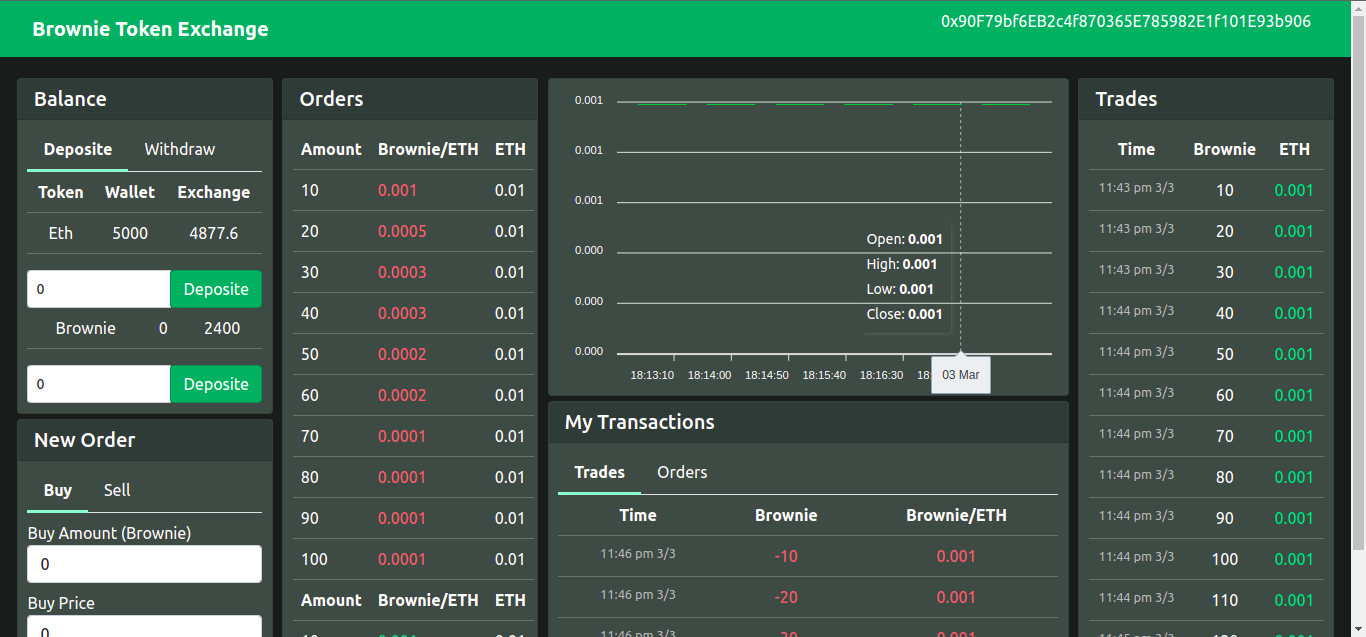 Brownie Token Exchange
0x90F79bf6EB2c4f870365E785982E1f101E93b906
Balance
Deposite Withdraw
Token Wallet Exchange
Eth 5000 4877.6
0 Deposite
Brownie 0 2400
0 Deposite
New Order
Buy Sell
Buy Amount (Brownie)
0
Buy Price
0
Orders
Amount Brownie/ETH ETH
10 0.001 0.01
20 0.0005 0.01
30 0.0003 0.01
40 0.0003 0.01
50 0.0002 0.01
60 0.0002 0.01
70 0.0001 0.01
80 0.0001 0.01
90 0.0001 0.01
100 0.0001 0.01
Amount Brownie/ETH ETH
10 0.001 0.01
0.001
0.001
0.001
0.000
0.000
0.000
Open: 0.001
High: 0.001
Low: 0.001
Close: 0.001
18:13:10 18:14:00 18:14:50 18:15:40 18:16:30 18: 03 Mar
My Transactions
Trades Orders
Time Brownie Brownie/ETH
11:46 pm 3/3 -10 0.001
11:46 pm 3/3 -20 0.001
11:46 pm 3/3 -30 0.001
Trades
Time Brownie ETH
11:43 pm 3/3 10 0.001
11:43 pm 3/3 20 0.001
11:43 pm 3/3 30 0.001
11:44 pm 3/3 40 0.001
11:44 pm 3/3 50 0.001
11:44 pm 3/3 60 0.001
11:44 pm 3/3 70 0.001
11:44 pm 3/3 80 0.001
11:44 pm 3/3 90 0.001
11:44 pm 3/3 100 0.001
11:44 pm 3/3 110 0.001
11:45 pm 3/3 120 0.001